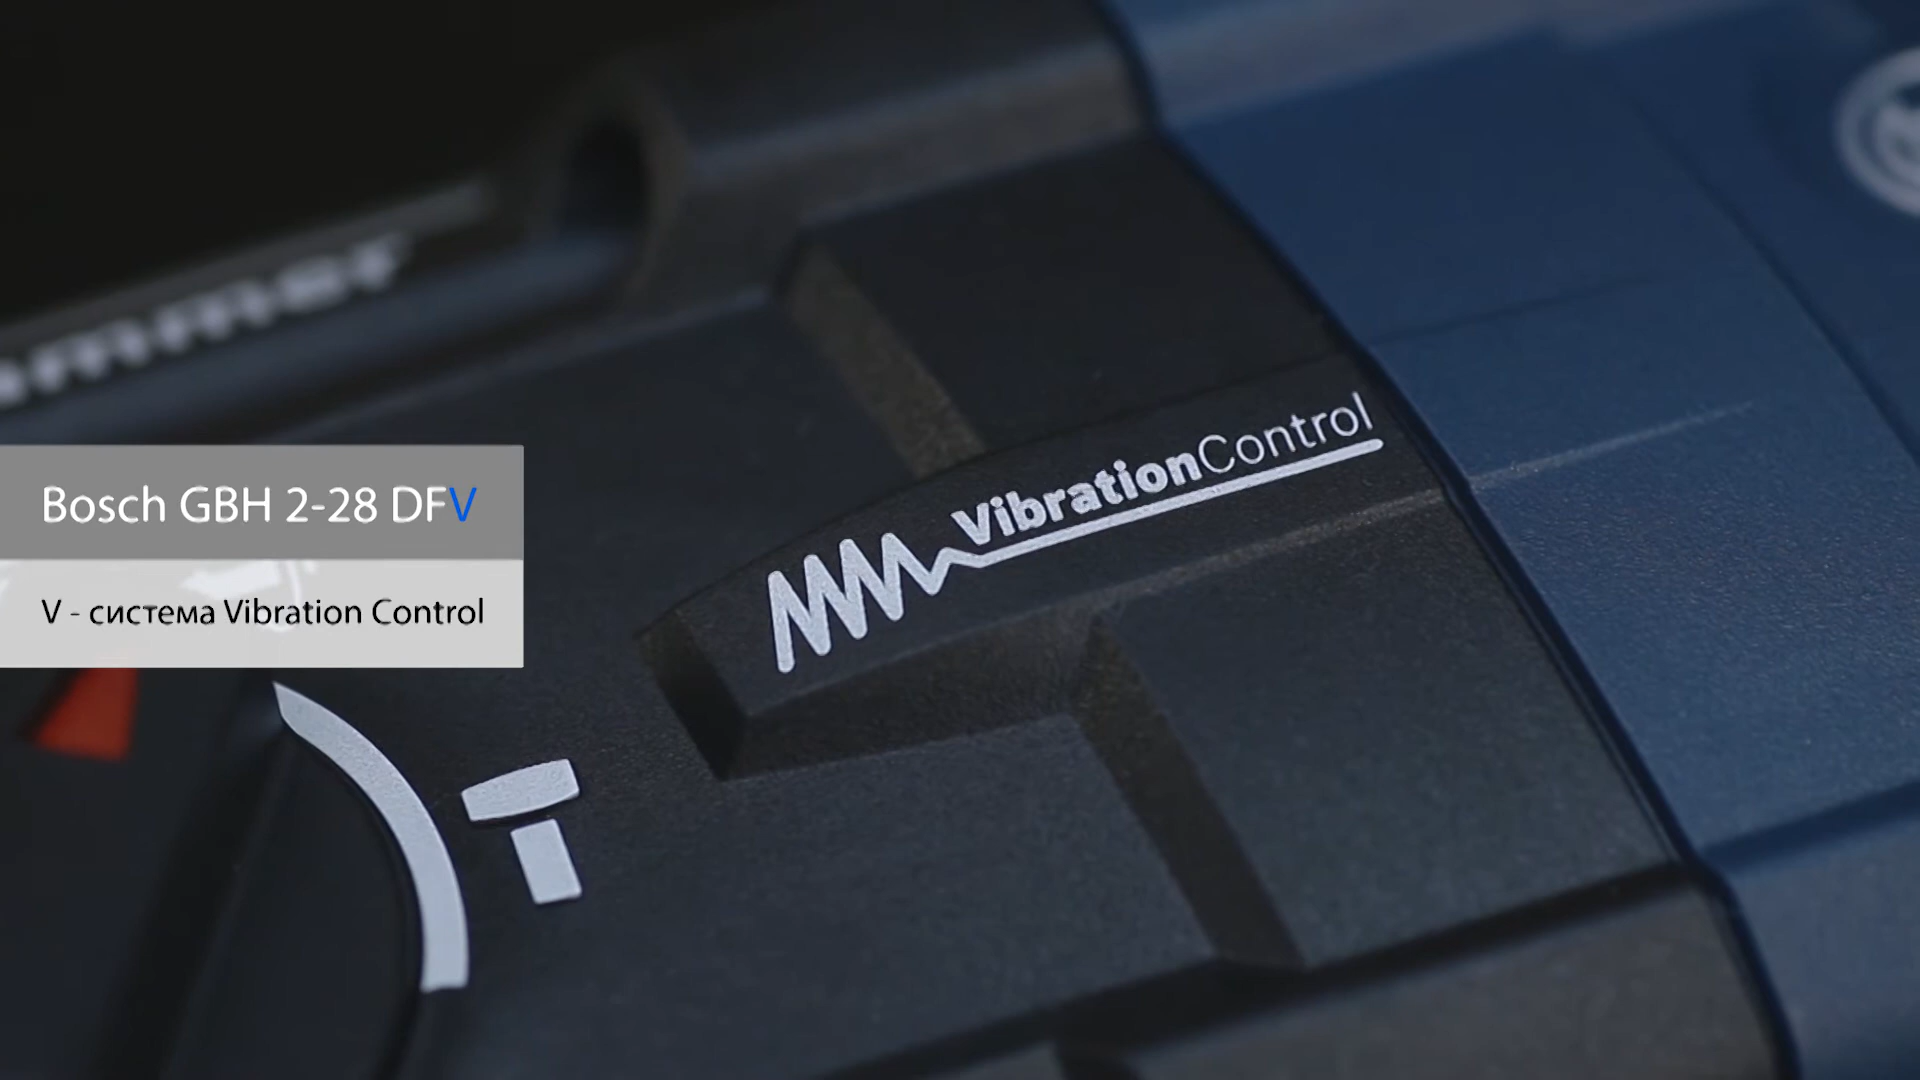 Bosch GBH 2-28 DFV
V - система Vibration Control
VibrationControl